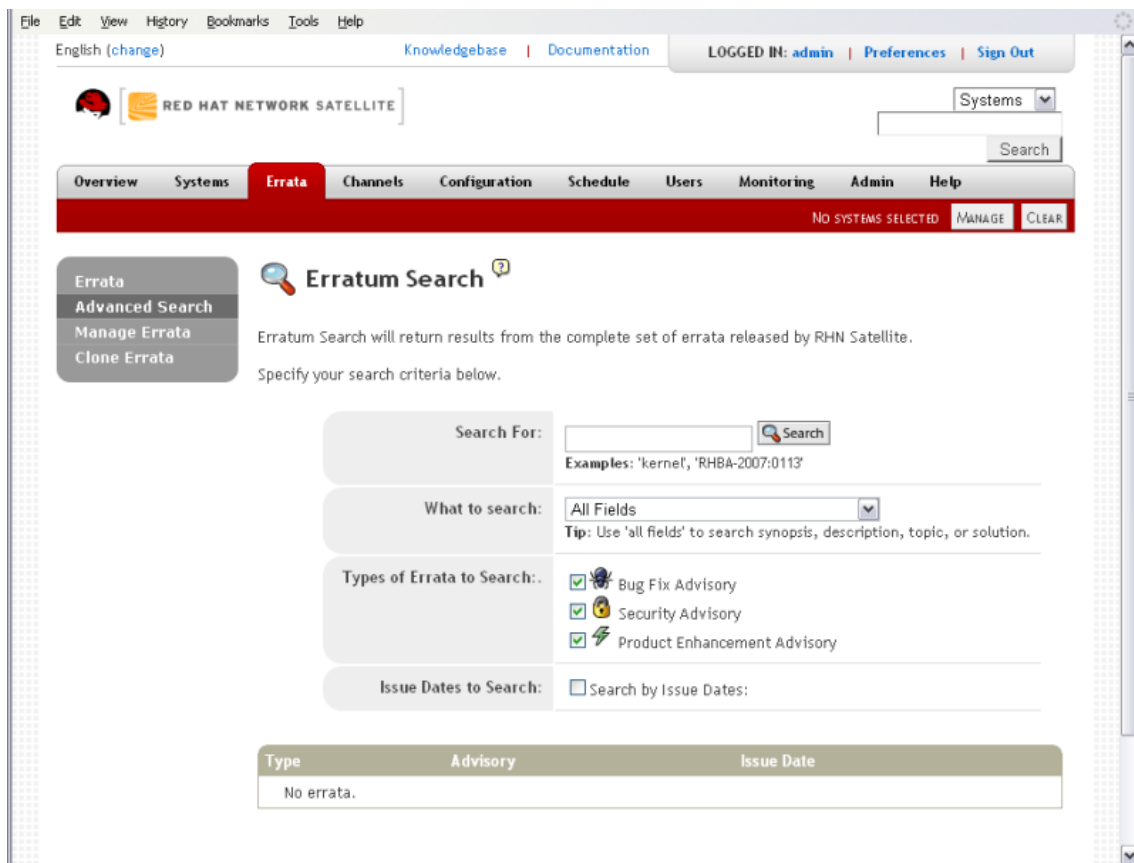 File Edit View History Bookmarks Tools Help
English (change) Knowledgebase | Documentation LOGGED IN: admin | Preferences | Sign Out
RED HAT NETWORK SATELLITE
Systems
Search
Overview Systems Errata Channels Configuration Schedule Users Monitoring Admin Help
NO SYSTEMS SELECTED MANAGE CLEAR
Errata
Advanced Search
Manage Errata
Clone Errata
Erratum Search ?
Erratum Search will return results from the complete set of errata released by RHN Satellite.
Specify your search criteria below.
Search For: Search
Examples: 'kernel', 'RHBA-2007:0113'
What to search: All Fields
Tip: Use 'all fields' to search synopsis, description, topic, or solution.
Types of Errata to Search:. Bug Fix Advisory
Security Advisory
Product Enhancement Advisory
Issue Dates to Search: Search by Issue Dates:
Type Advisory Issue Date
No errata.